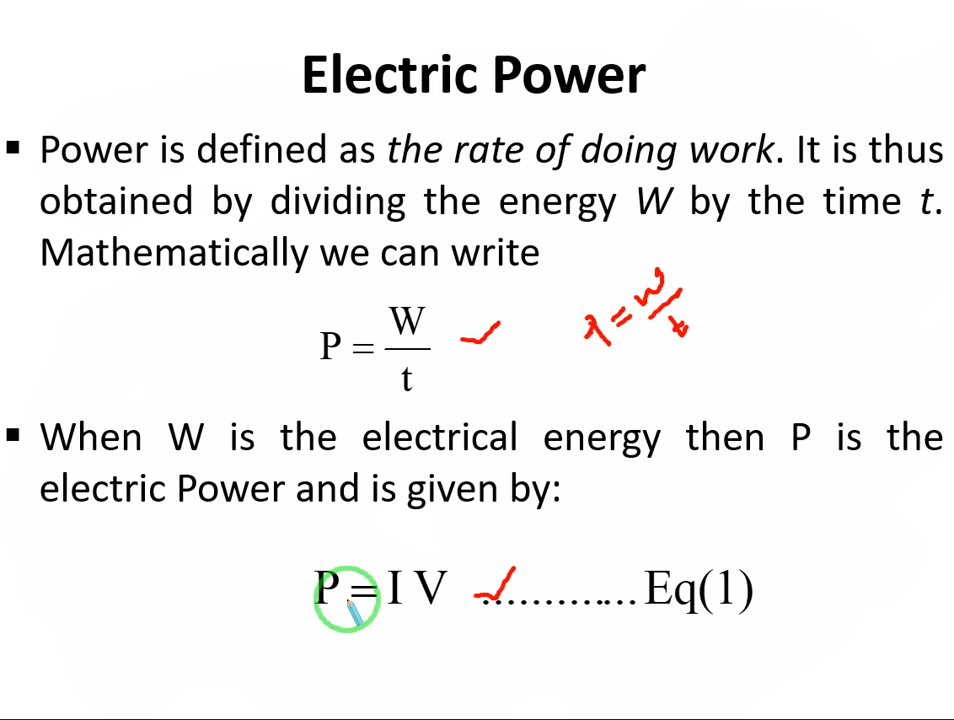 Electric Power
▪ Power is defined as the rate of doing work. It is thus
obtained by dividing the energy W by the time t.
Mathematically we can write
P = W/t
P = W/t
▪ When W is the electrical energy then P is the
electric Power and is given by:
P = I V ............... Eq(1)